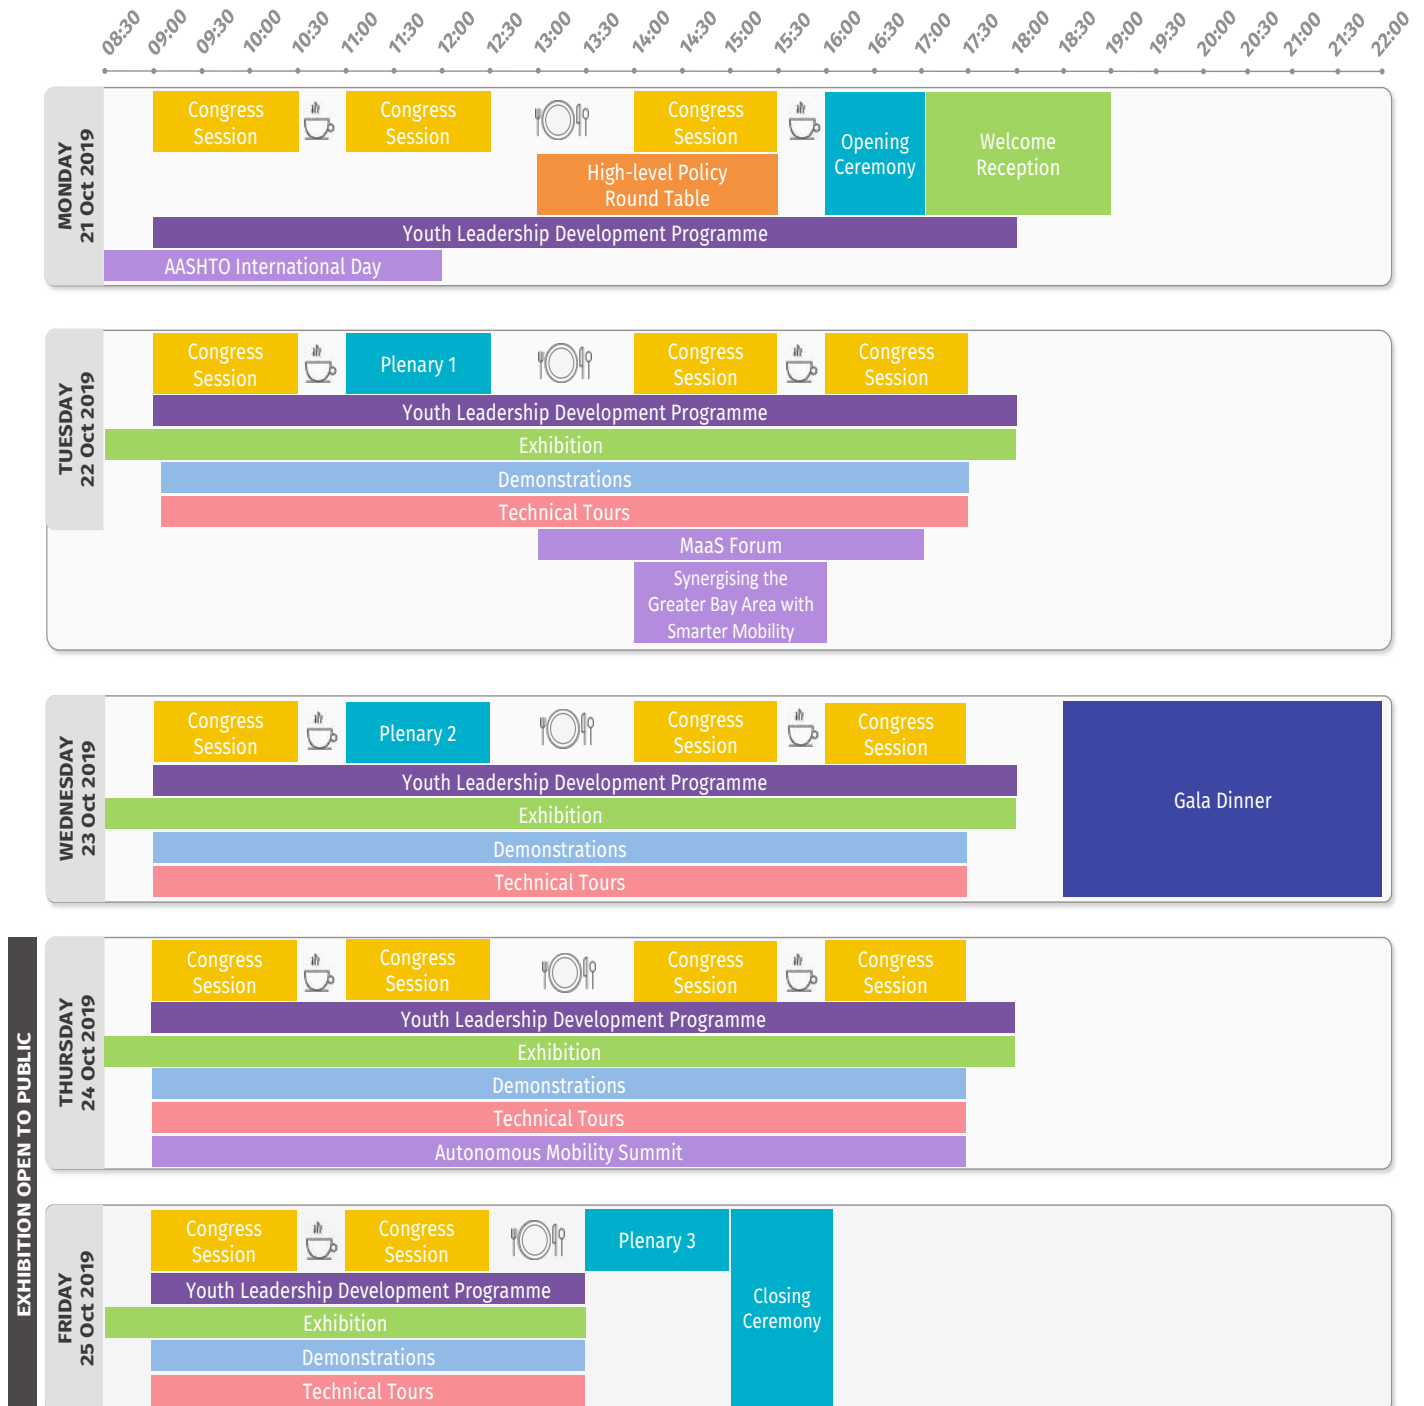 08:30
09:00
09:30
10:00
10:30
11:00
11:30
12:00
12:30
13:00
13:30
14:00
14:30
15:00
15:30
16:00
16:30
17:00
17:30
18:00
18:30
19:00
19:30
20:00
20:30
21:00
21:30
22:00
MONDAY
21 Oct 2019
Congress
Session
Congress
Session
Congress
Session
Opening
Ceremony
Welcome
Reception
High-level Policy
Round Table
Youth Leadership Development Programme
AASHTO International Day
TUESDAY
22 Oct 2019
Congress
Session
Plenary 1
Congress
Session
Congress
Session
Youth Leadership Development Programme
Exhibition
Demonstrations
Technical Tours
MaaS Forum
Synergising the
Greater Bay Area with
Smarter Mobility
WEDNESDAY
23 Oct 2019
Congress
Session
Plenary 2
Congress
Session
Congress
Session
Youth Leadership Development Programme
Exhibition
Demonstrations
Technical Tours
Gala Dinner
EXHIBITION OPEN TO PUBLIC
THURSDAY
24 Oct 2019
Congress
Session
Congress
Session
Congress
Session
Congress
Session
Youth Leadership Development Programme
Exhibition
Demonstrations
Technical Tours
Autonomous Mobility Summit
FRIDAY
25 Oct 2019
Congress
Session
Congress
Session
Plenary 3
Closing
Ceremony
Youth Leadership Development Programme
Exhibition
Demonstrations
Technical Tours